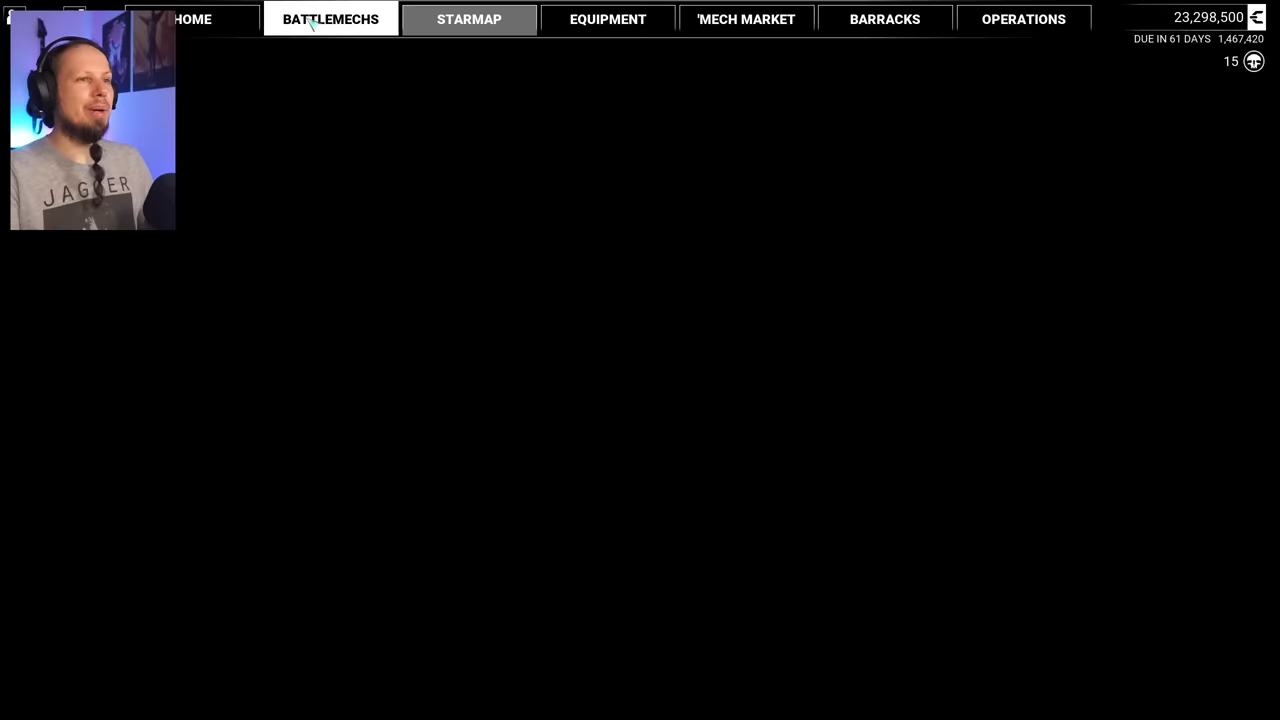 HOME
BATTLEMECHS
STARMAP
EQUIPMENT
'MECH MARKET
BARRACKS
OPERATIONS
23,298,500
DUE IN 61 DAYS 1,467,420
15
JAGGER